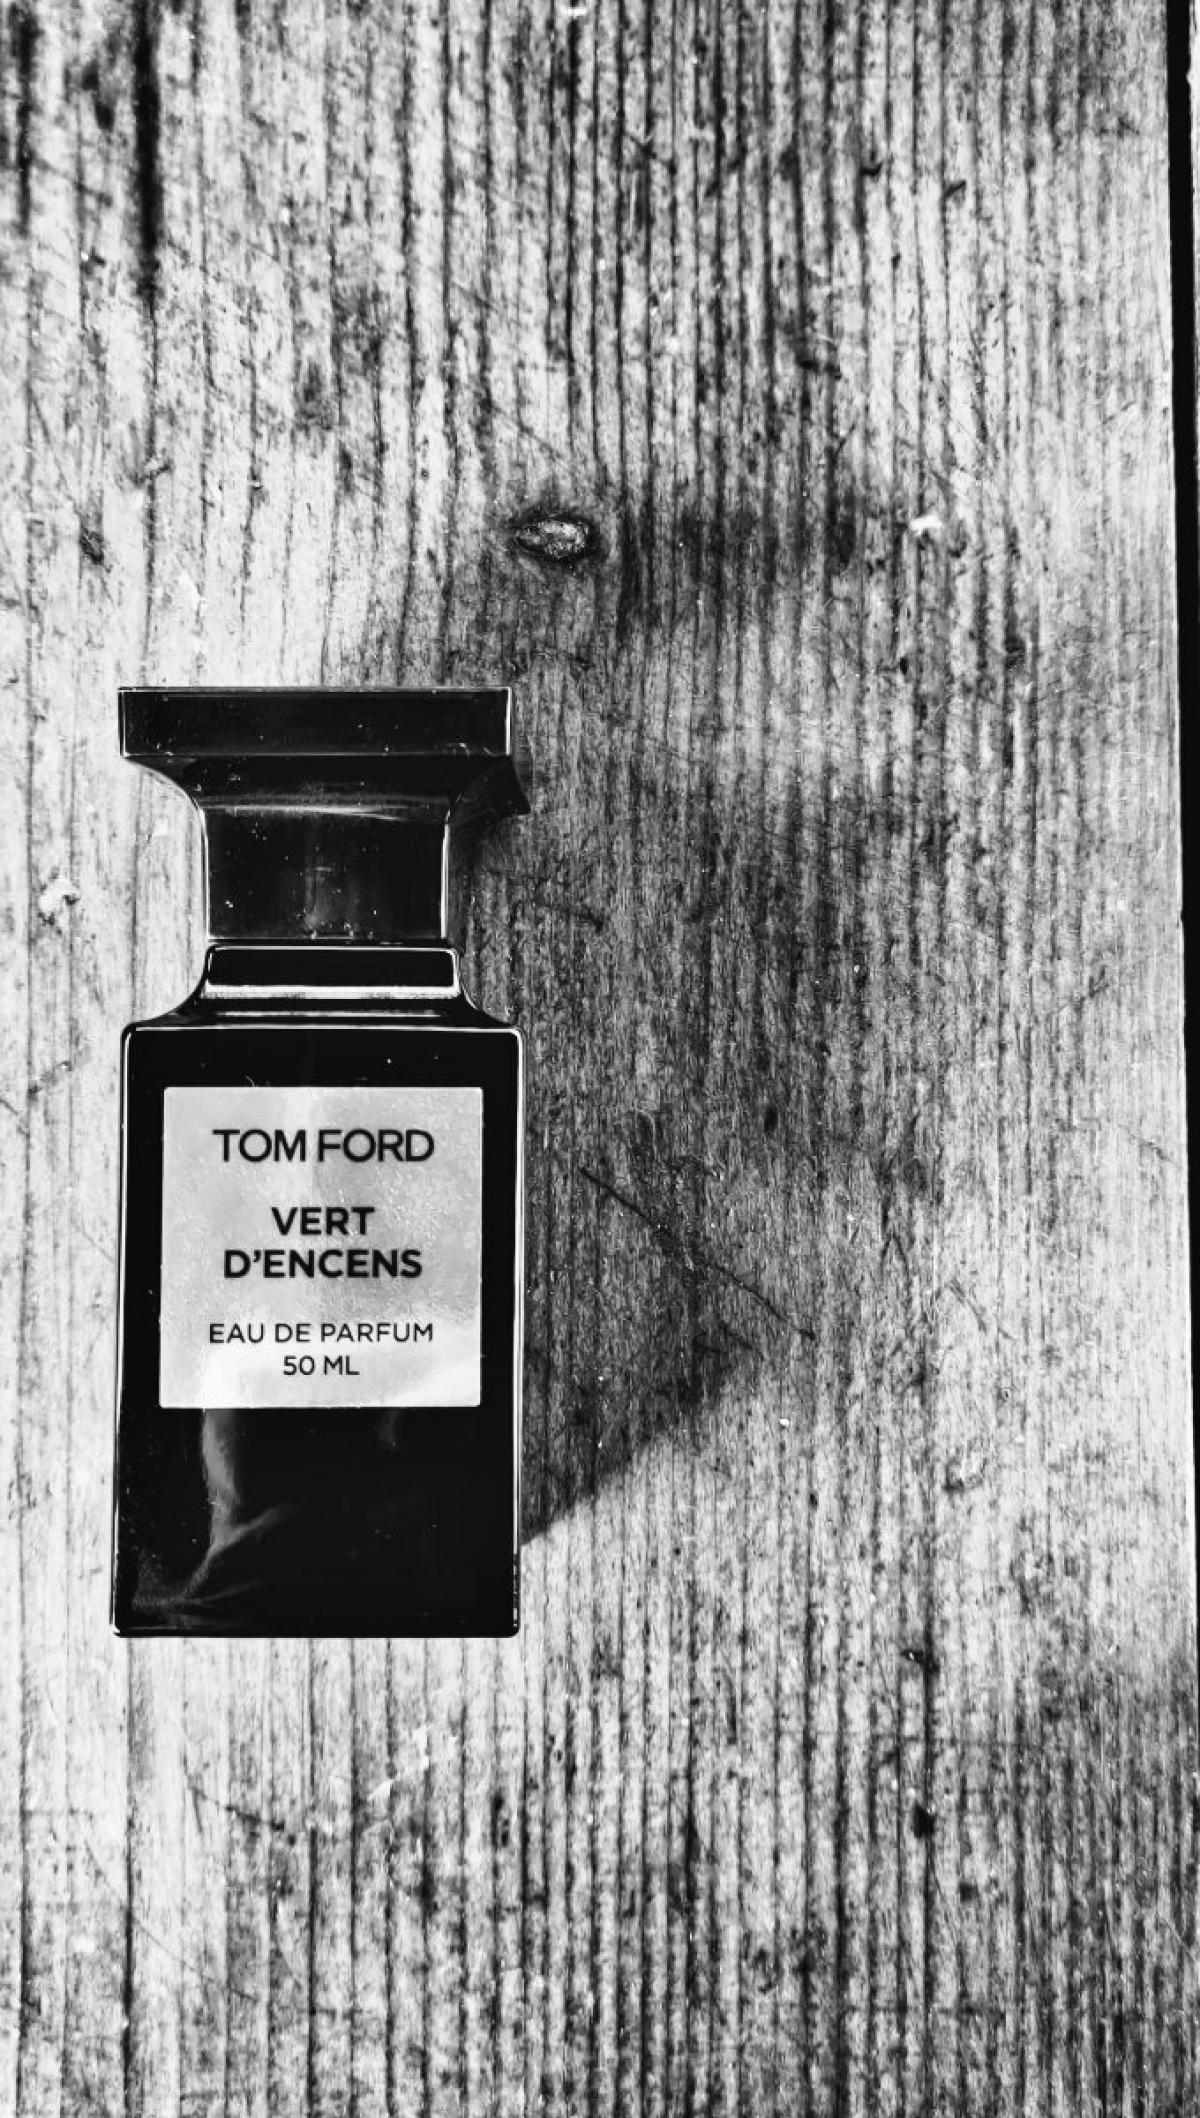 TOM FORD
VERT
D'ENCENS
EAU DE PARFUM
50 ML